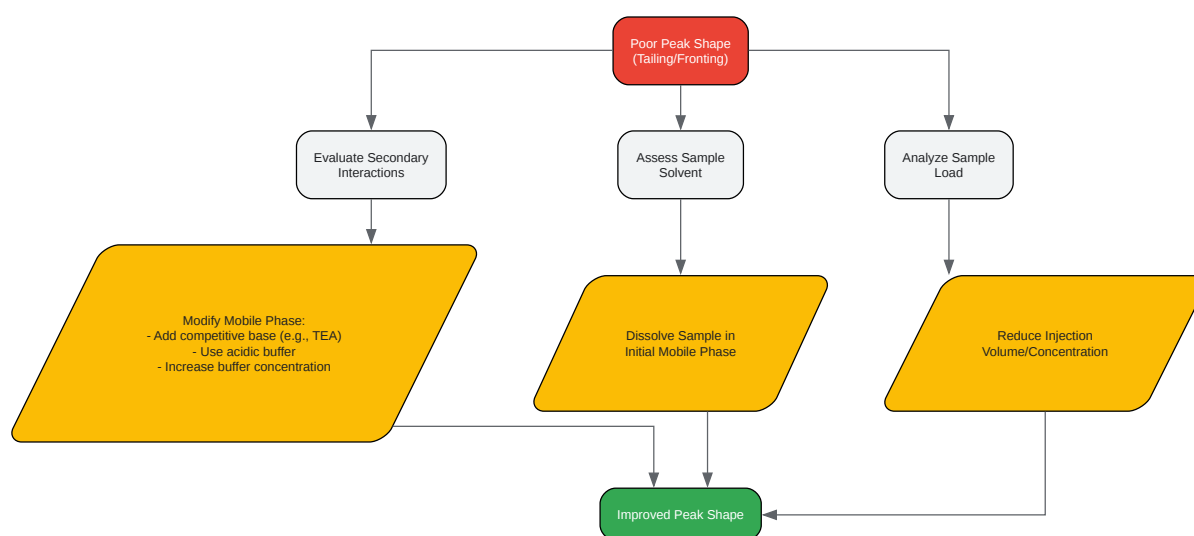 Poor Peak Shape
(Tailing/Fronting)
Evaluate Secondary
Interactions
Assess Sample
Solvent
Analyze Sample
Load
Modify Mobile Phase:
- Add competitive base (e.g., TEA)
- Use acidic buffer
- Increase buffer concentration
Dissolve Sample in
Initial Mobile Phase
Reduce Injection
Volume/Concentration
Improved Peak Shape